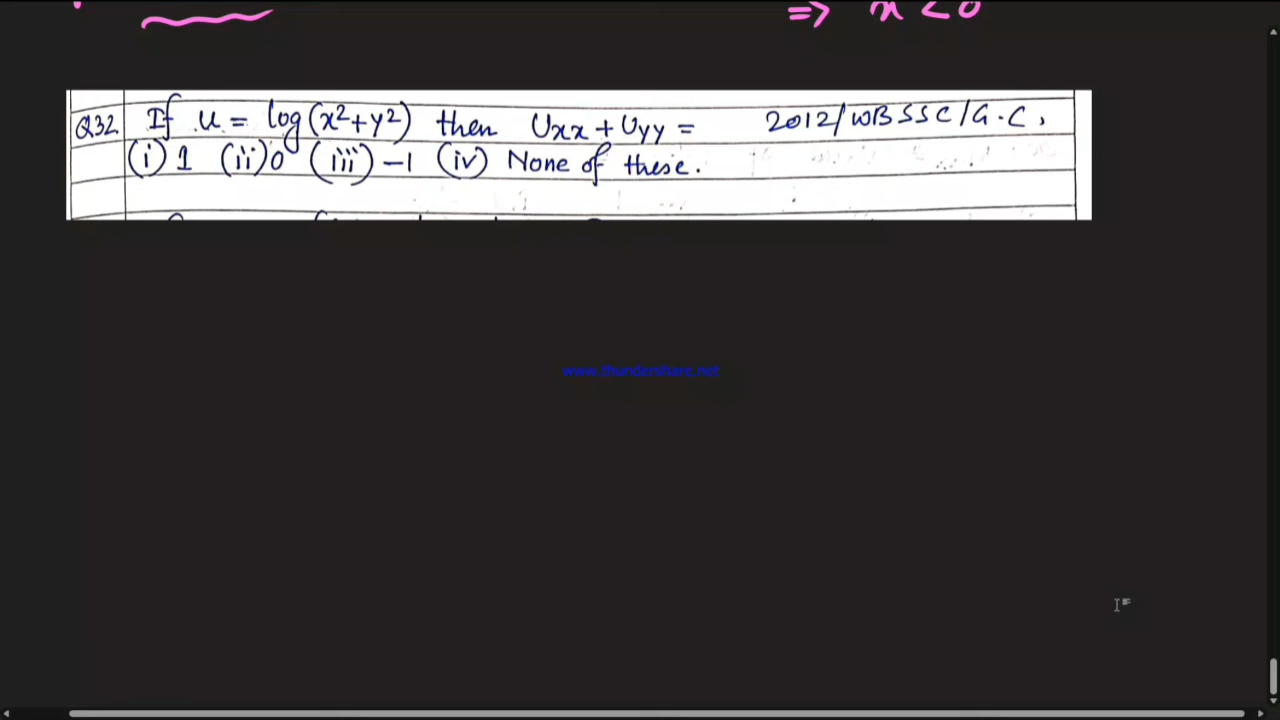 => x < 0
Q32 If u = log(x²+y²) then Uxx + Uyy = 2012/WBSSC/G.C.
(i) 1 (ii) 0 (iii) -1 (iv) None of these.
www.thundershare.net